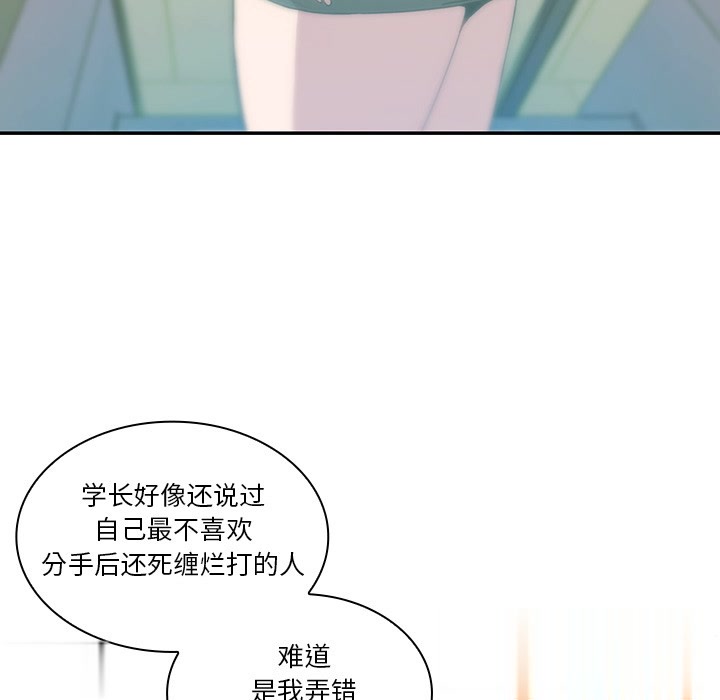 学长好像还说过
自己最不喜欢
分手后还死缠烂打的人
难道
是我弄错